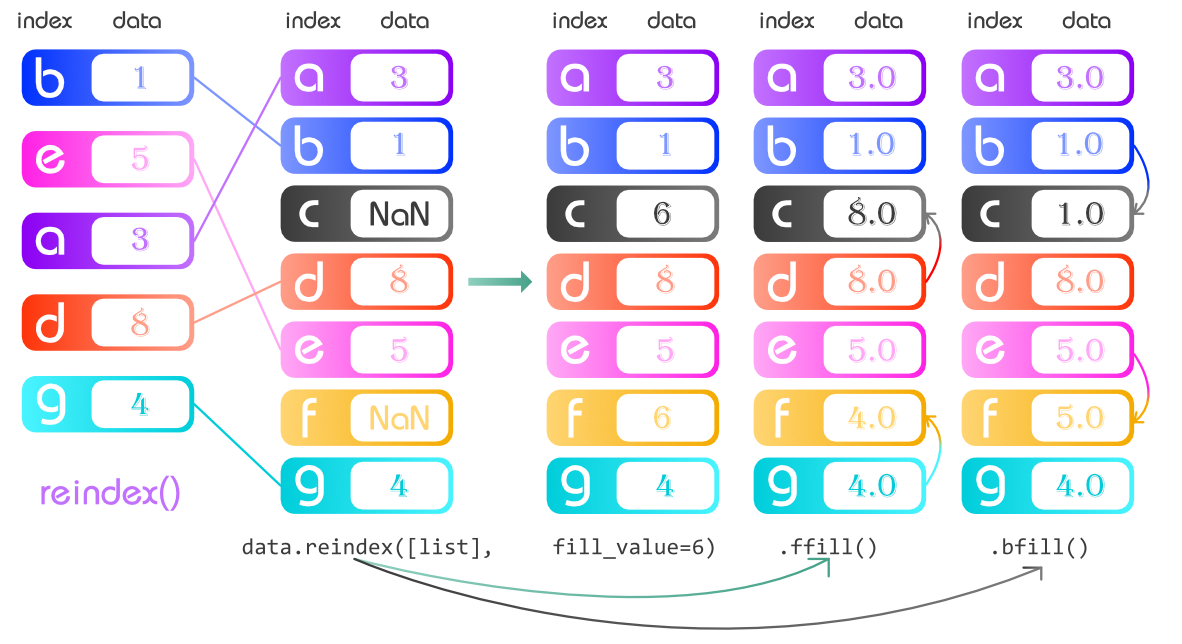 index data index data index data index data index data
b 1 a 3 a 3 a 3.0 a 3.0
b 1 b 1 b 1.0 b 1.0
e 5
c NaN c 6 c 8.0 c 1.0
a 3
d 8 d 8 d 8.0 d 8.0
d 8
e 5 e 5 e 5.0 e 5.0
g 4
f NaN f 6 f 4.0 f 5.0
g 4 g 4 g 4.0 g 4.0
reindex()
data.reindex([list], fill_value=6) .ffill() .bfill()